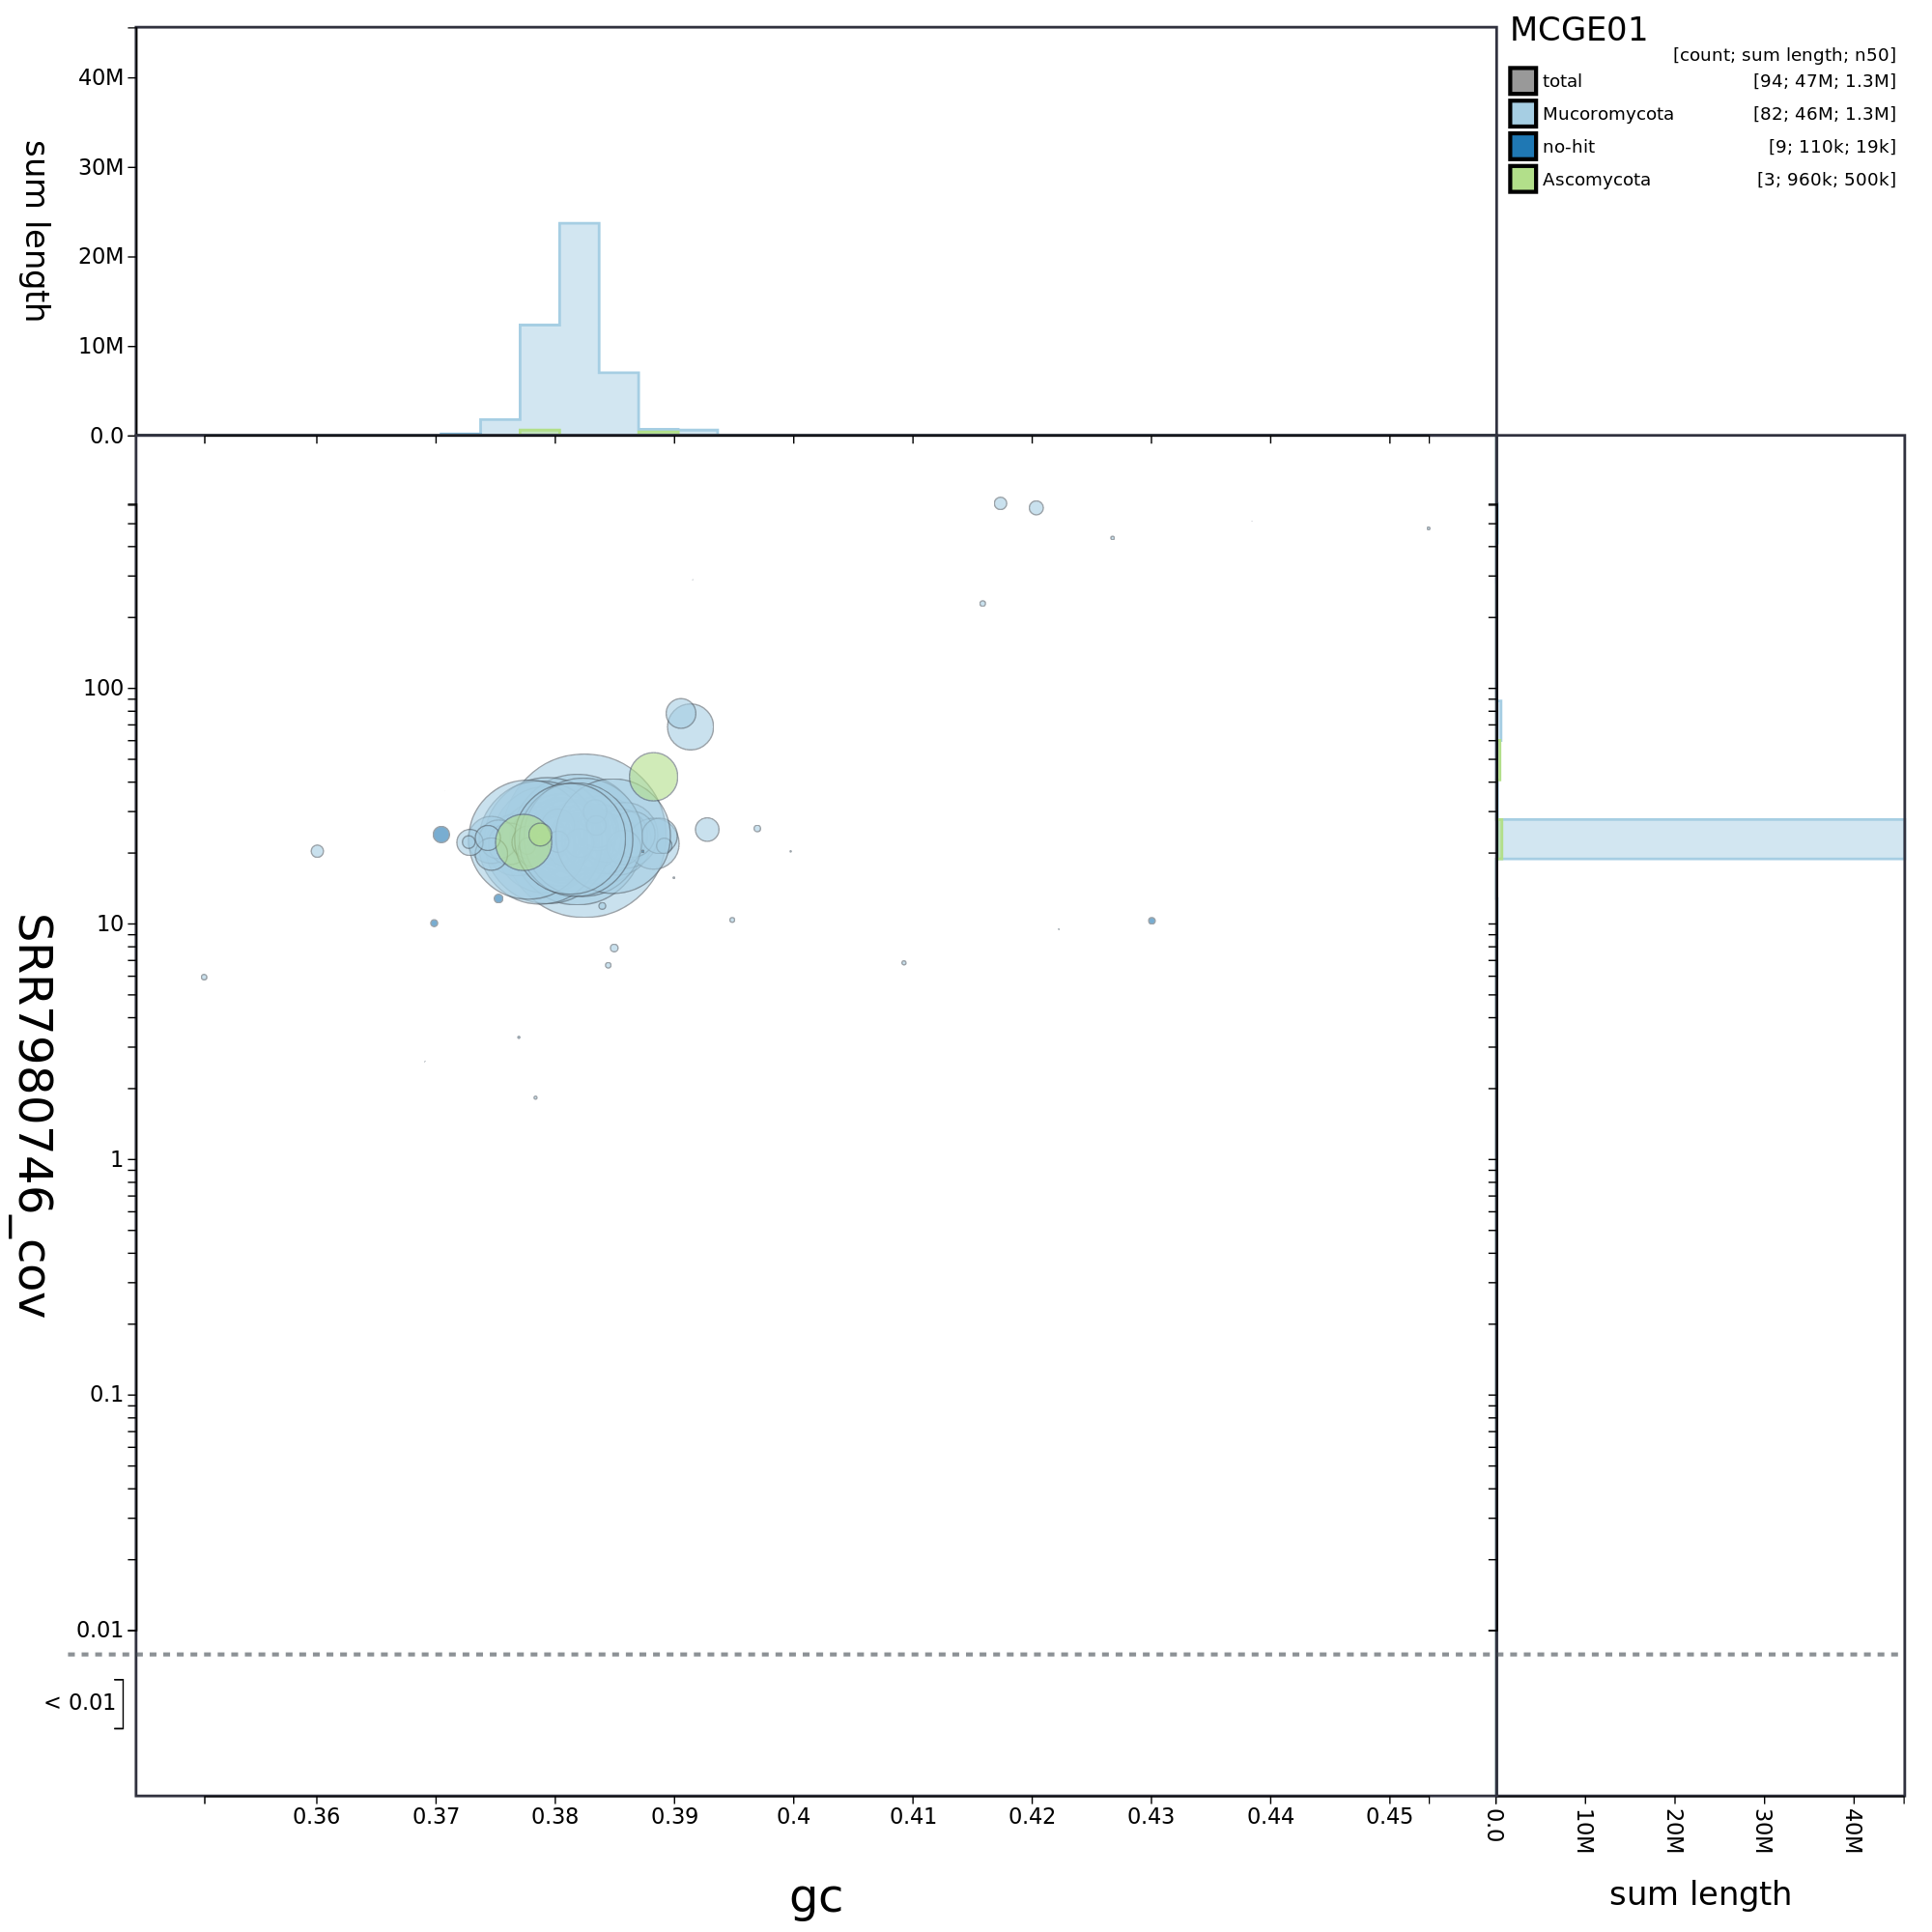 MCGE01
[count; sum length; n50]
total [94; 47M; 1.3M]
Mucoromycota [82; 46M; 1.3M]
no-hit [9; 110k; 19k]
Ascomycota [3; 960k; 500k]
sum length
40M
30M
20M
10M
0.0
SRR7980746_cov
100
10
1
0.1
0.01
< 0.01
0.36 0.37 0.38 0.39 0.4 0.41 0.42 0.43 0.44 0.45
gc
0.0 10M 20M 30M 40M
sum length